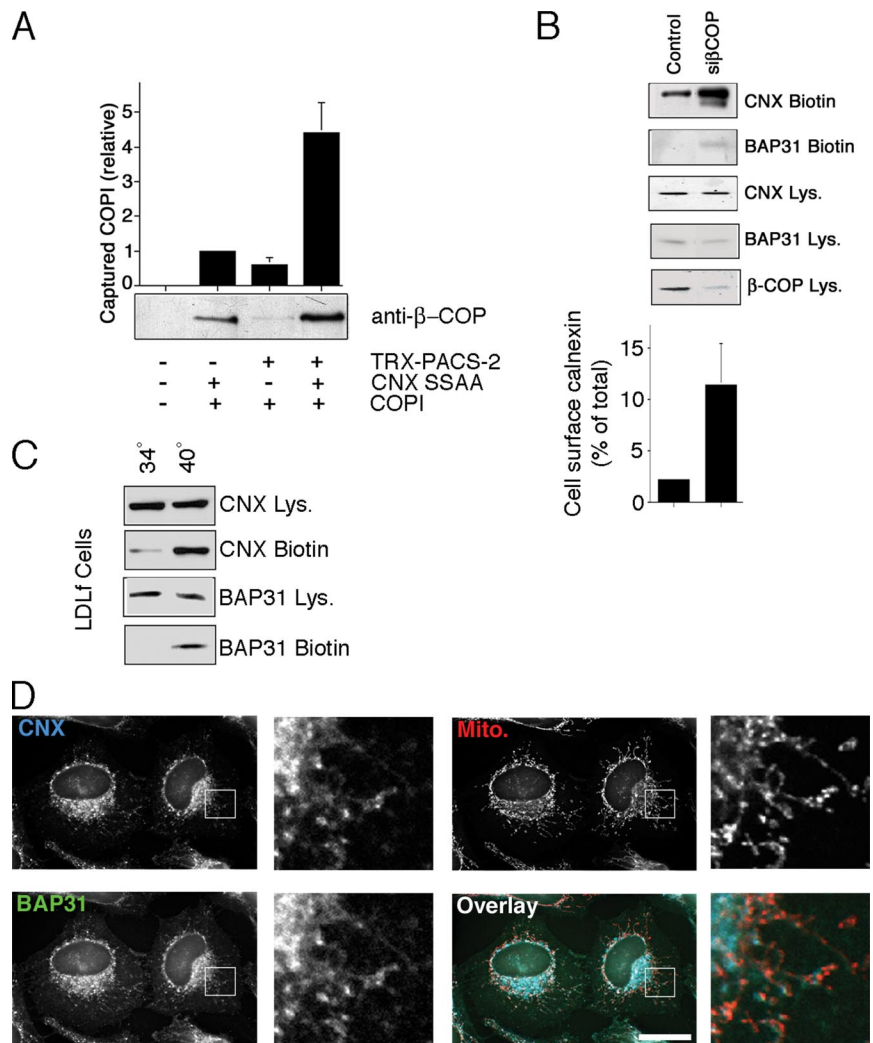 A
Captured COPI (relative)
5
4
3
2
1
0
anti-β–COP
- - + + TRX-PACS-2
- + - + CNX SSAA
- + + + COPI
B
Control
siβCOP
CNX Biotin
BAP31 Biotin
CNX Lys.
BAP31 Lys.
β-COP Lys.
Cell surface calnexin
(% of total)
15
10
5
0
C
34°
40°
LDLf Cells
CNX Lys.
CNX Biotin
BAP31 Lys.
BAP31 Biotin
D
CNX
Mito.
BAP31
Overlay